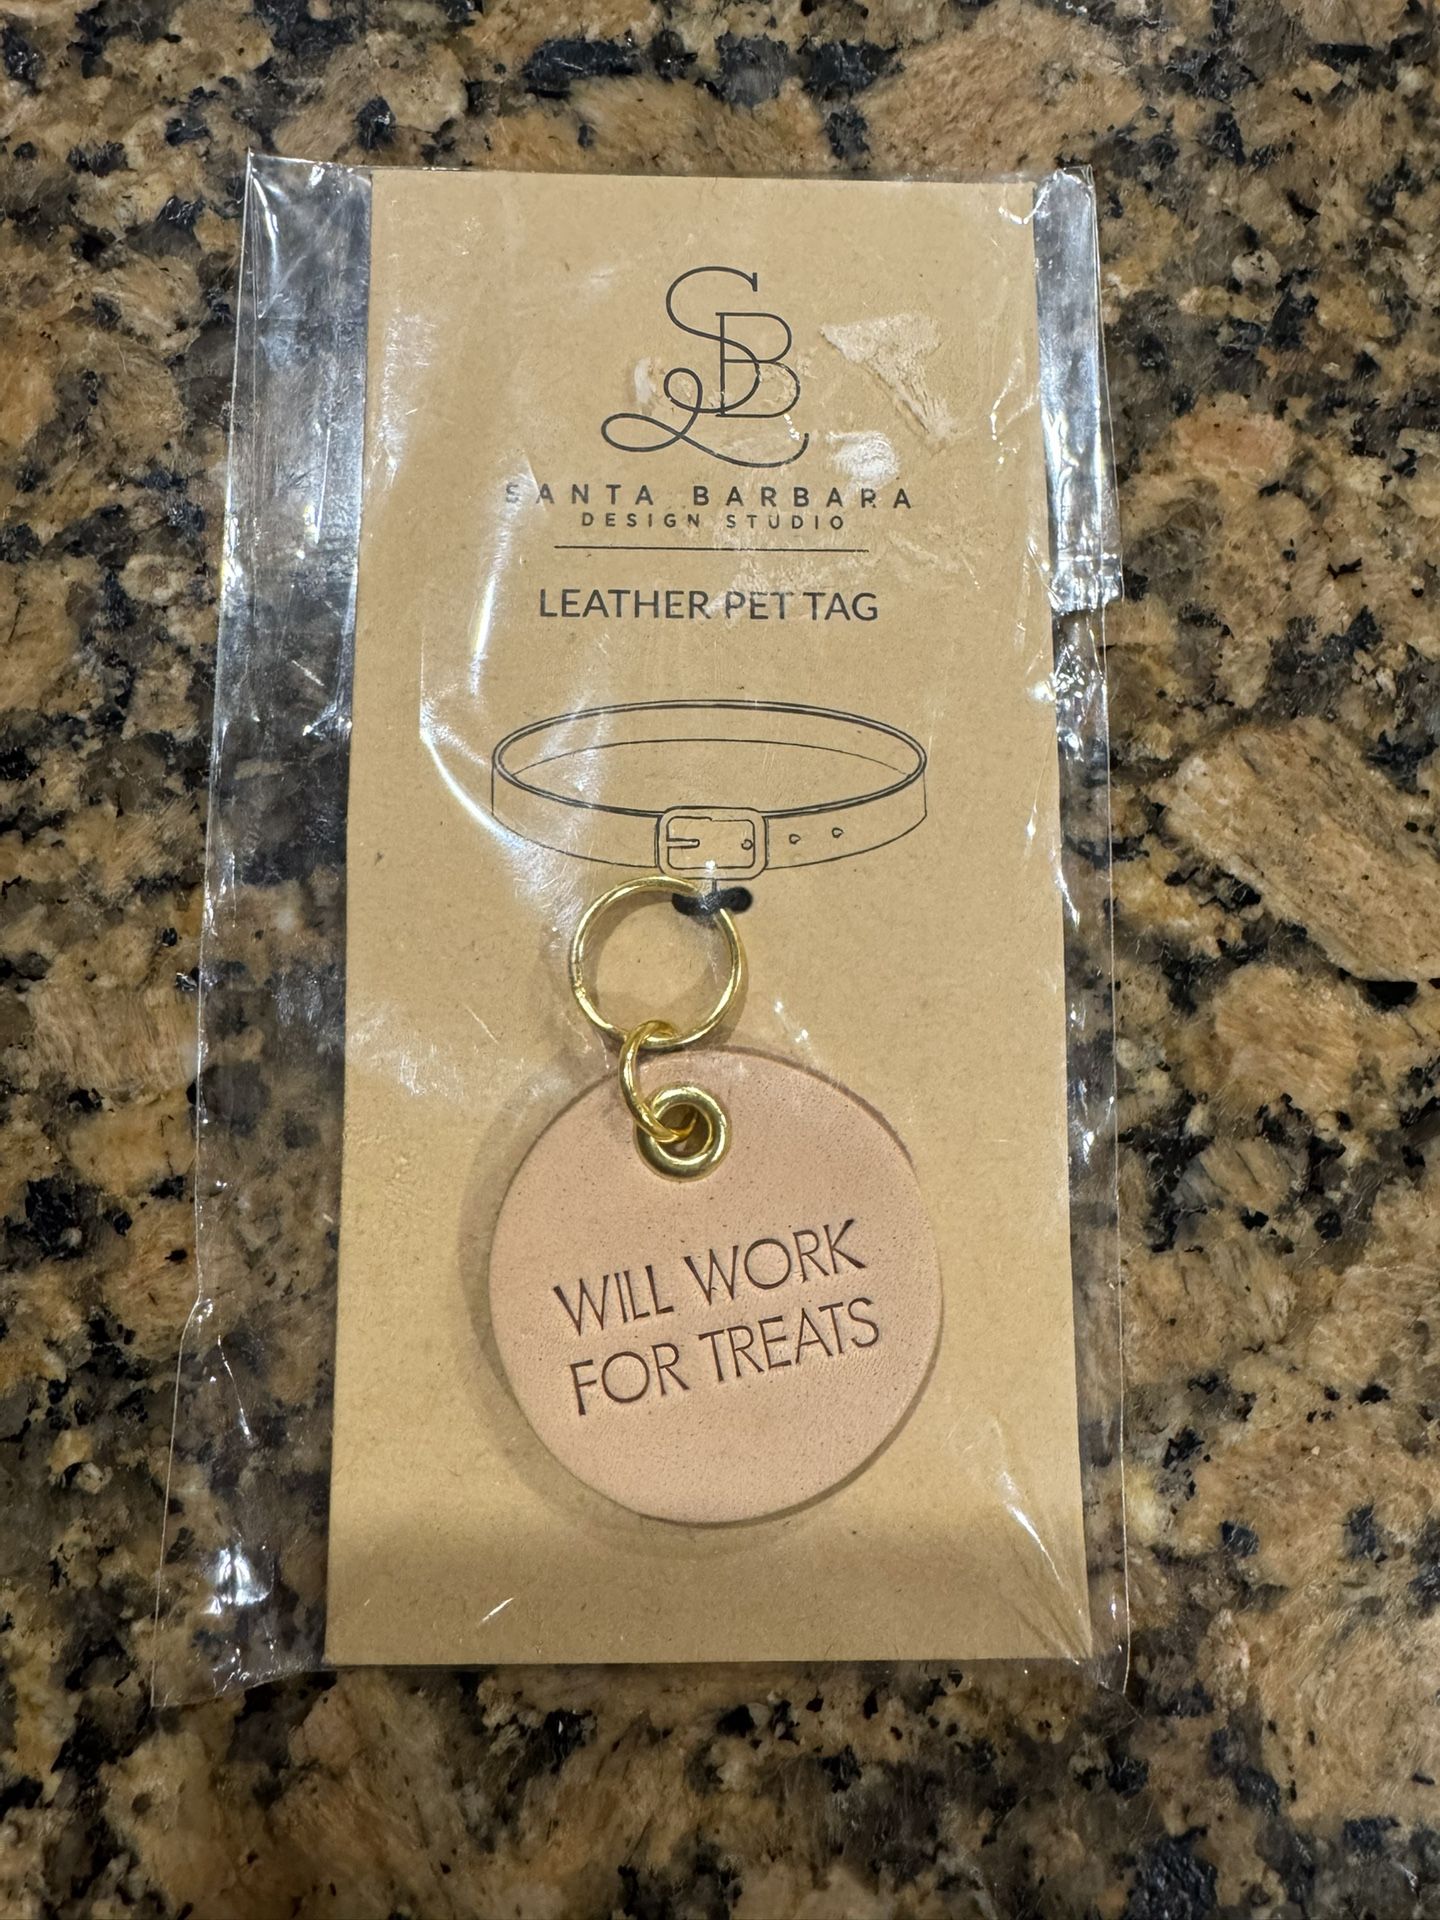 SB
SANTA BARBARA
DESIGN STUDIO
LEATHER PET TAG
WILL WORK
FOR TREATS